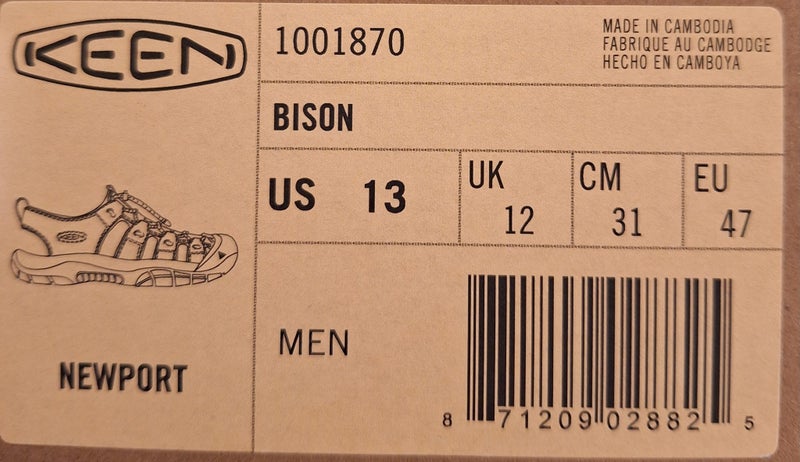 KEEN
1001870
MADE IN CAMBODIA
FABRIQUE AU CAMBODGE
HECHO EN CAMBOYA
BISON
US 13
UK 12
CM 31
EU 47
NEWPORT
MEN
8 71209 02882 5